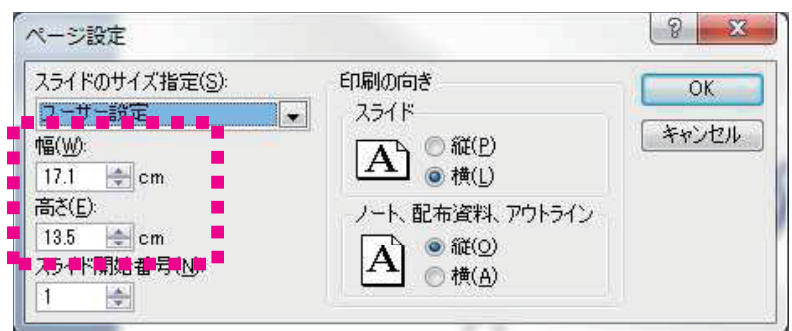 ページ設定
スライドのサイズ指定(S):
ユーザー設定
幅(W):
17.1 cm
高さ(E):
13.5 cm
スライド開始番号(N):
1
印刷の向き
スライド
A
縦(P)
横(L)
ノート、配布資料、アウトライン
A
縦(O)
横(A)
OK
キャンセル